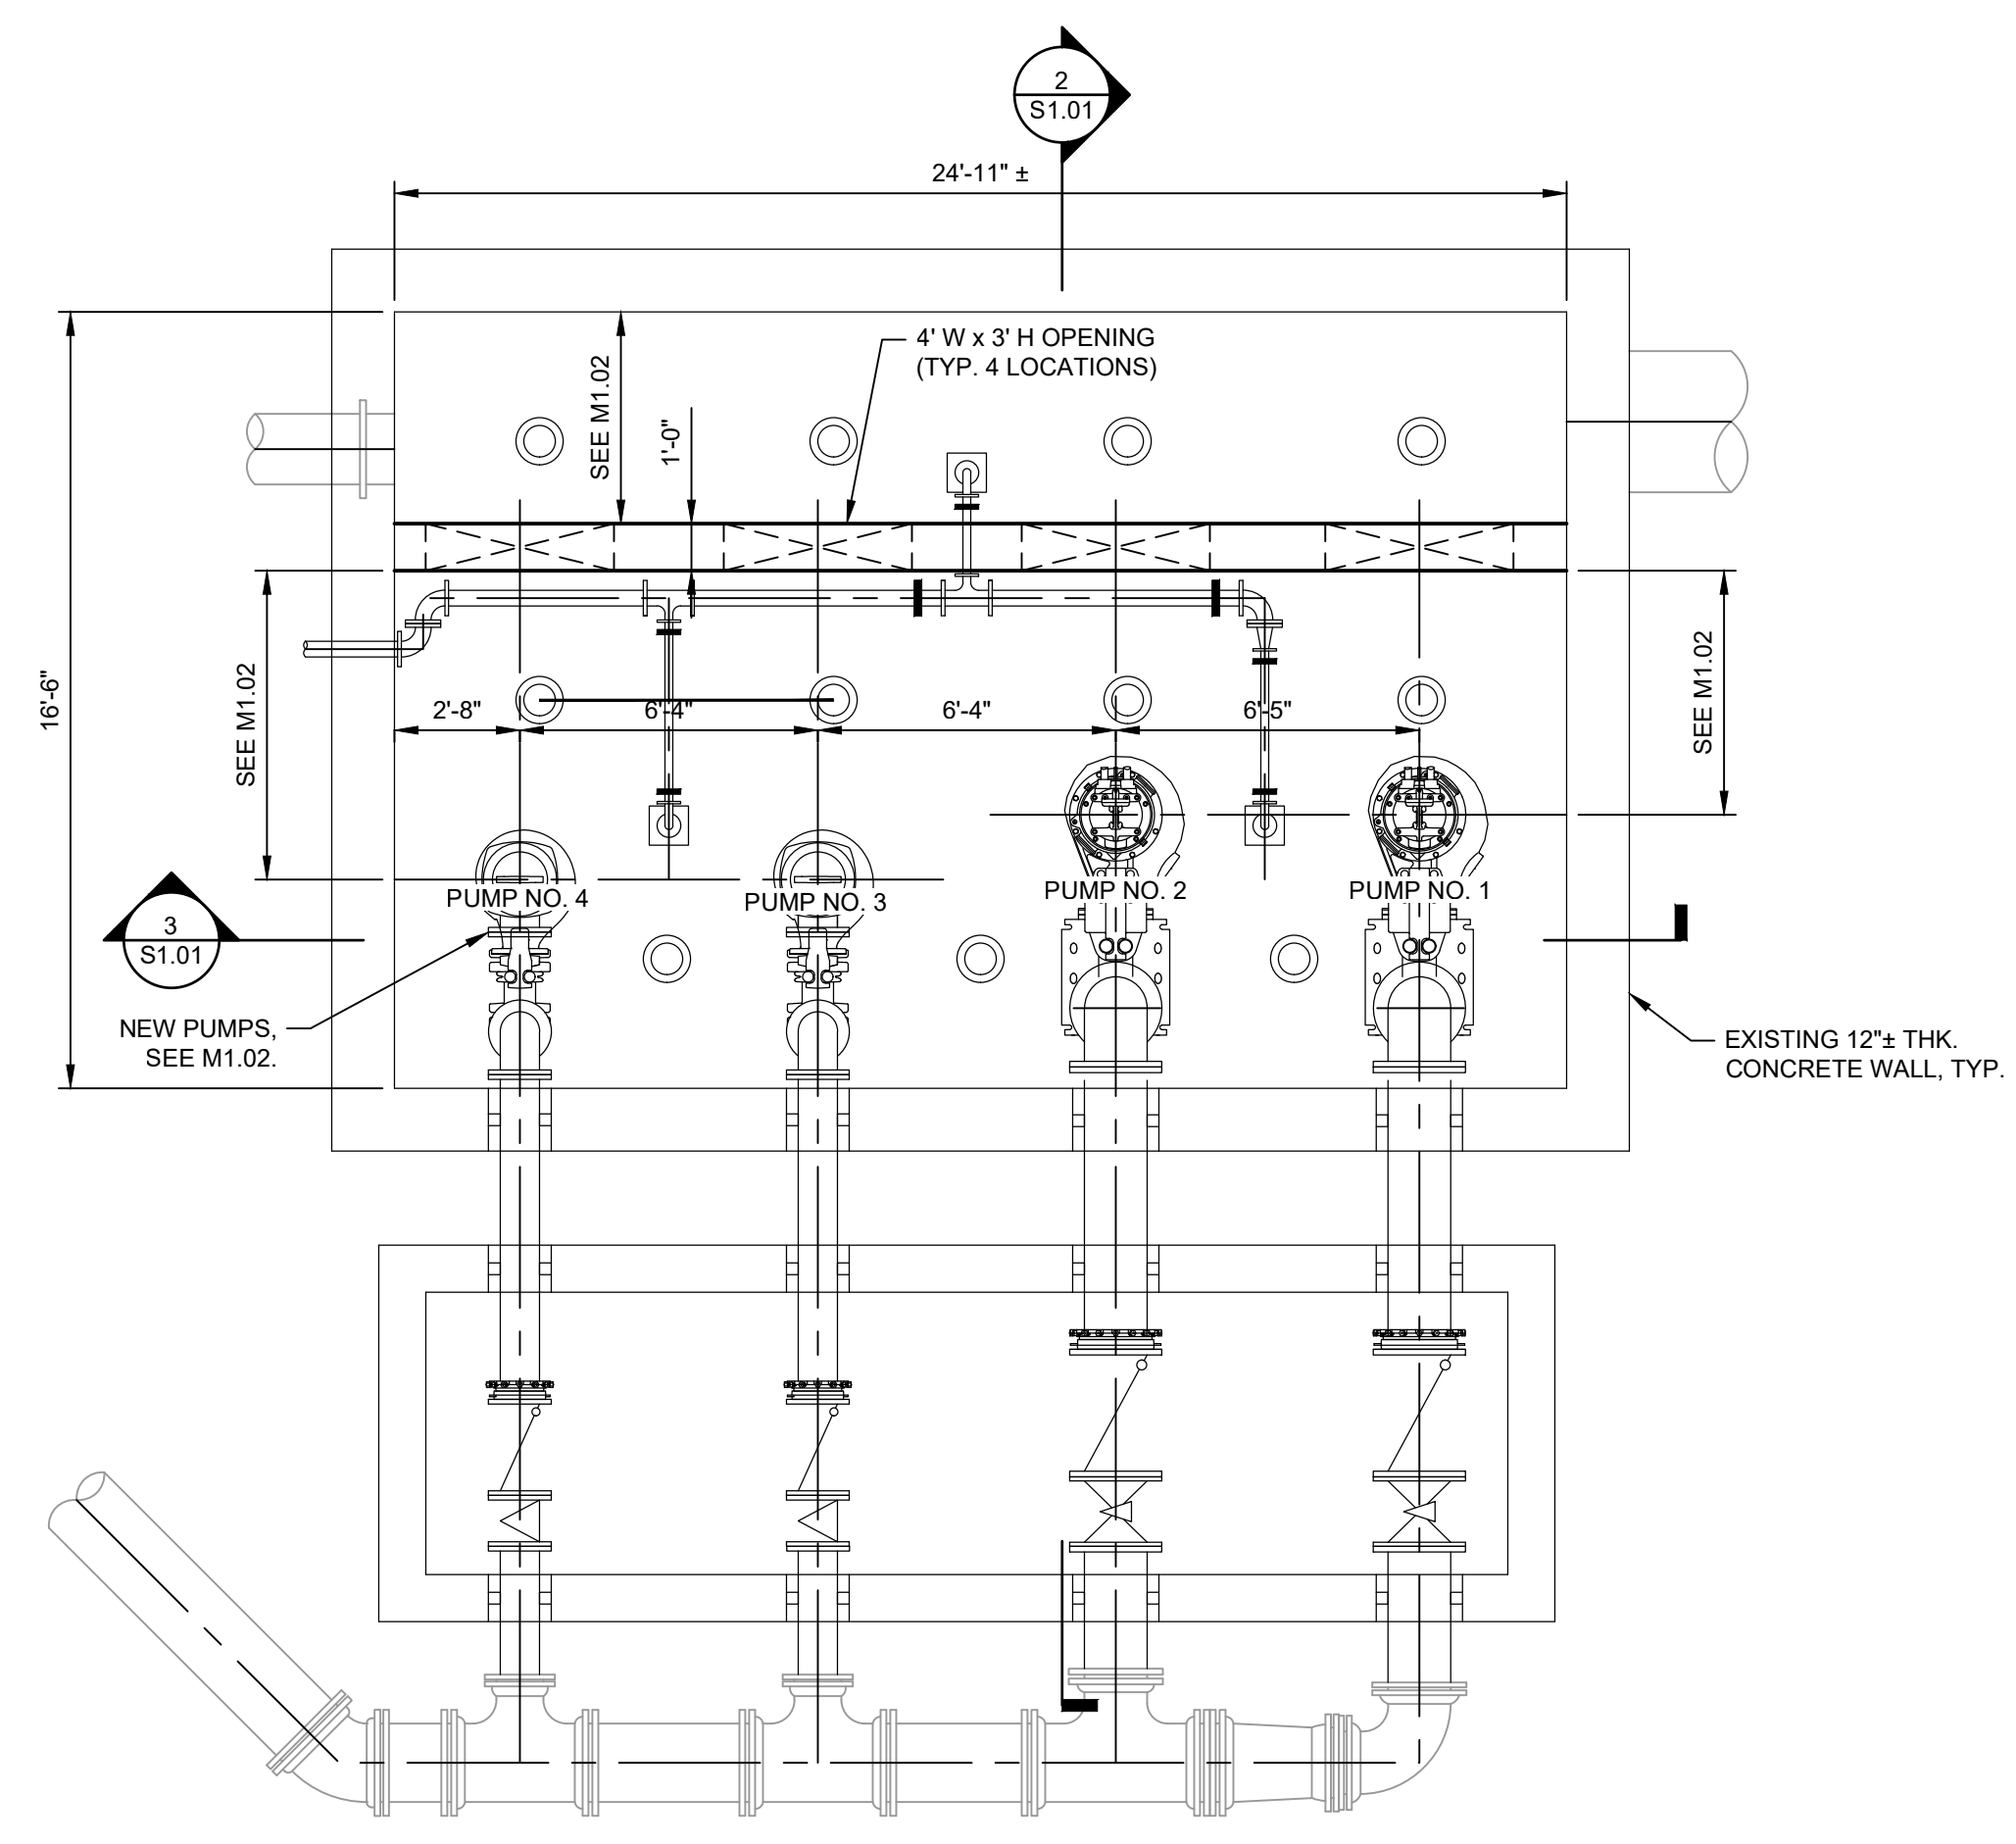 2
S1.01
24'-11" ±
4' W x 3' H OPENING
(TYP. 4 LOCATIONS)
SEE M1.02
1'-0"
16'-6"
SEE M1.02
SEE M1.02
2'-8"
6'-4"
6'-4"
6'-5"
PUMP NO. 4
PUMP NO. 3
PUMP NO. 2
PUMP NO. 1
3
S1.01
NEW PUMPS,
SEE M1.02.
EXISTING 12"± THK.
CONCRETE WALL, TYP.